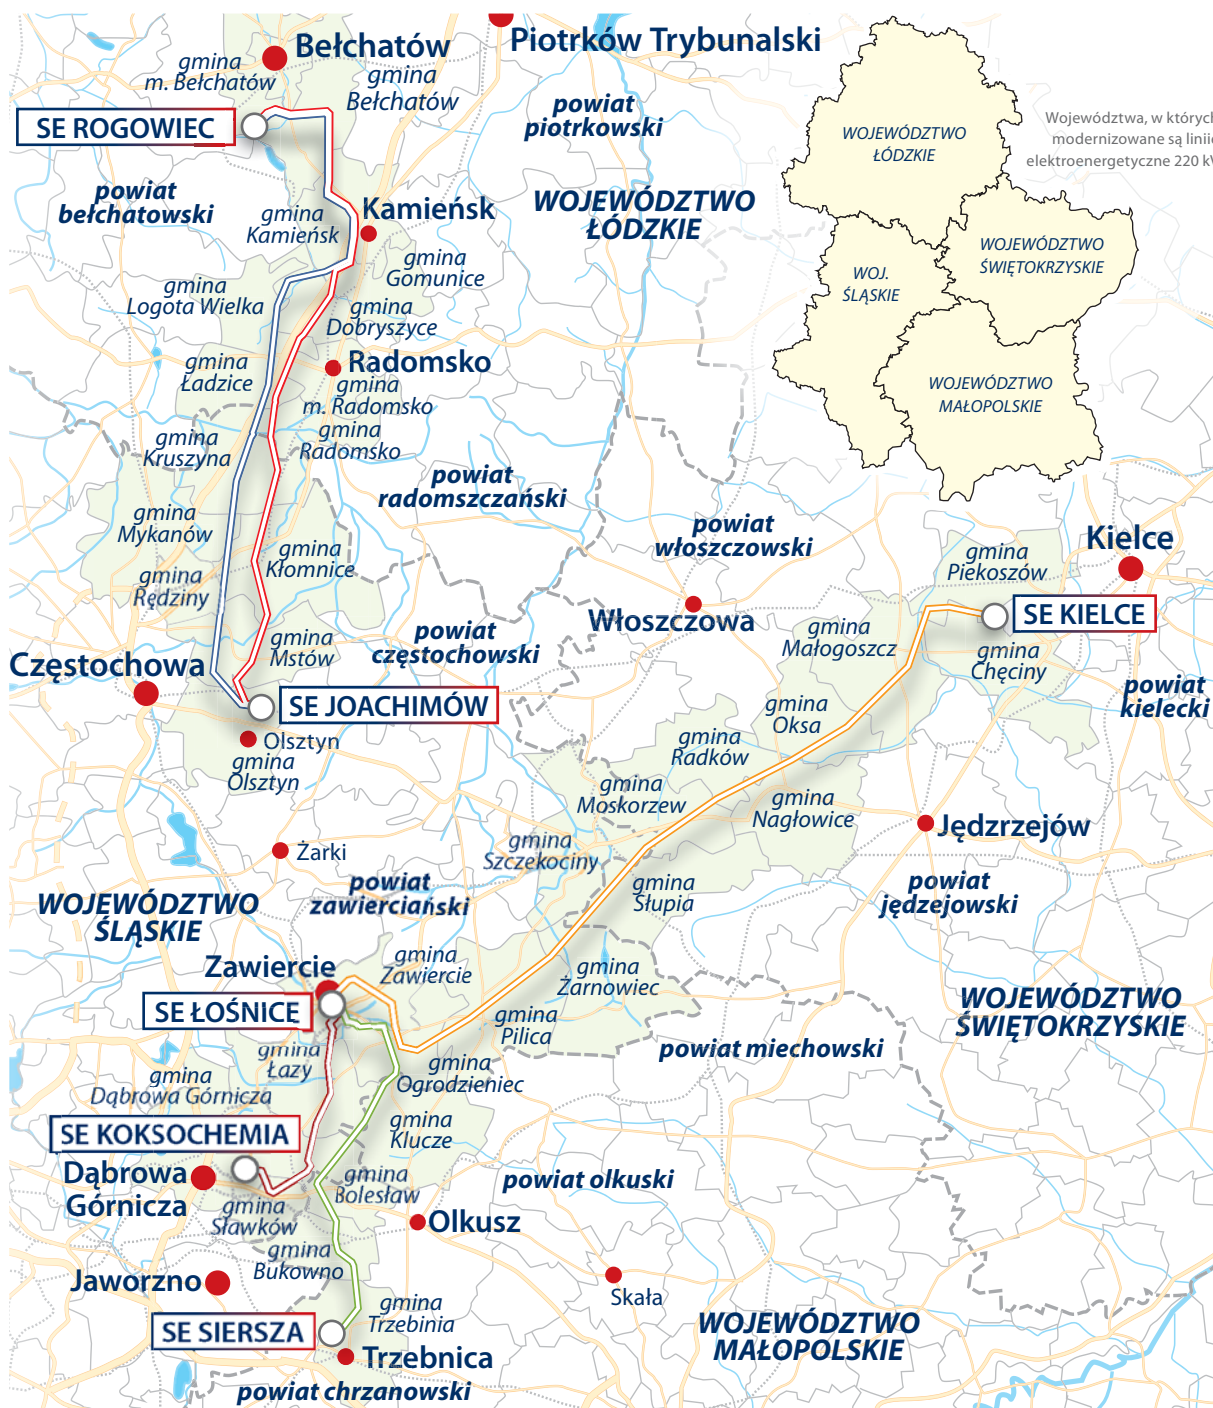 Bełchatów
Piotrków Trybunalski
gmina
m. Bełchatów
gmina
Bełchatów
powiat
piotrkowski
SE ROGOWIEC
WOJEWÓDZTWO
ŁÓDZKIE
Województwa, w których
modernizowane są liniie
elektroenergetyczne 220 kV
powiat
bełchatowski
WOJEWÓDZTWO
ŁÓDZKIE
gmina
Kamieńsk
Kamieńsk
WOJEWÓDZTWO
ŚWIĘTOKRZYSKIE
gmina
Gomunice
WOJ.
ŚLĄSKIE
gmina
Logota Wielka
gmina
Dobryszyce
gmina
Ładzice
Radomsko
gmina
m. Radomsko
WOJEWÓDZTWO
MAŁOPOLSKIE
gmina
Kruszyna
gmina
Radomsko
powiat
radomszczański
gmina
Mykanów
powiat
włoszczowski
Kielce
gmina
Piekoszów
gmina
Kłomnice
gmina
Rędziny
Włoszczowa
SE KIELCE
gmina
Małogoszcz
gmina
Mstów
powiat
częstochowski
gmina
Chęciny
Częstochowa
powiat
kielecki
SE JOACHIMÓW
gmina
Oksa
Olsztyn
gmina
Olsztyn
gmina
Radków
gmina
Moskorzew
gmina
Nagłowice
Jędzrzejów
gmina
Szczekociny
Żarki
powiat
zawierciański
gmina
Słupia
powiat
jędzejowski
WOJEWÓDZTWO
ŚLĄSKIE
Zawiercie
gmina
Zawiercie
gmina
Żarnowiec
WOJEWÓDZTWO
ŚWIĘTOKRZYSKIE
SE ŁOŚNICE
gmina
Pilica
powiat miechowski
gmina
Łazy
gmina
Ogrodzieniec
gmina
Dąbrowa Górnicza
gmina
Klucze
SE KOKSOCHEMIA
Dąbrowa
Górnicza
gmina
Bolesław
powiat olkuski
gmina
Sławków
Olkusz
gmina
Bukowno
Jaworzno
Skała
gmina
Trzebinia
SE SIERSZA
WOJEWÓDZTWO
MAŁOPOLSKIE
Trzebnica
powiat chrzanowski